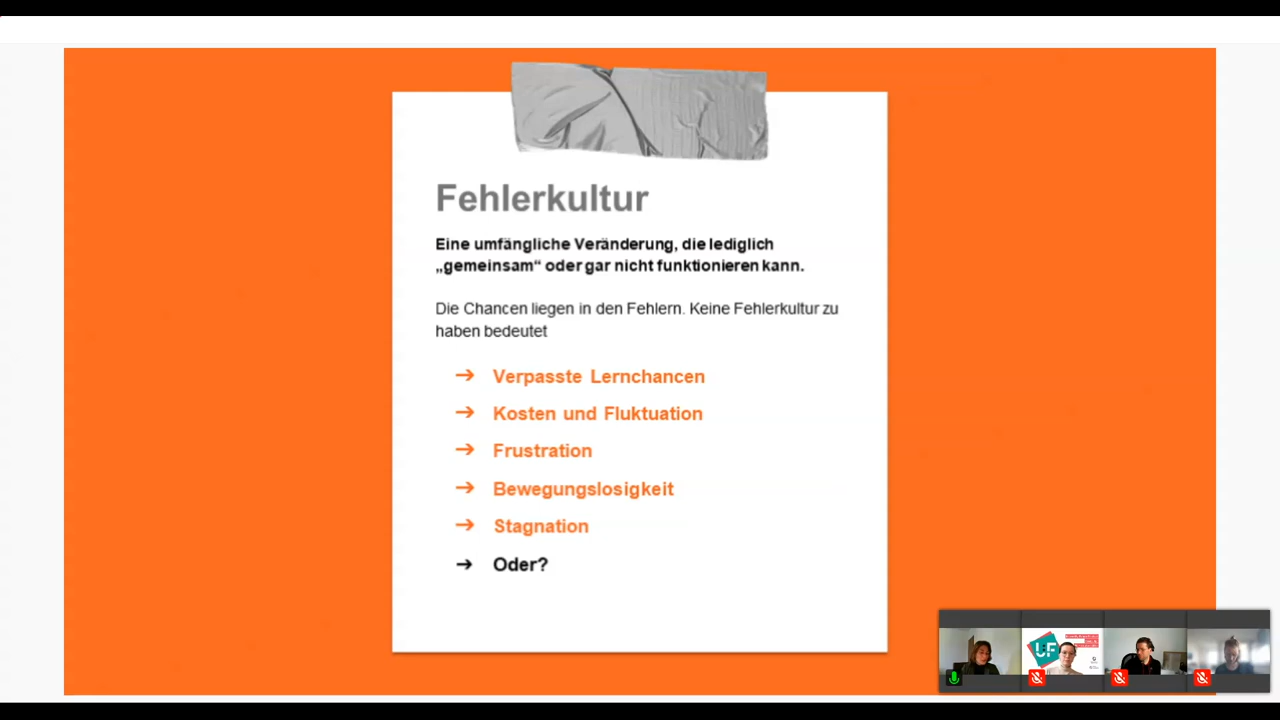 Fehlerkultur
Eine umfängliche Veränderung, die lediglich
„gemeinsam“ oder gar nicht funktionieren kann.
Die Chancen liegen in den Fehlern. Keine Fehlerkultur zu
haben bedeutet
➔ Verpasste Lernchancen
➔ Kosten und Fluktuation
➔ Frustration
➔ Bewegungslosigkeit
➔ Stagnation
➔ Oder?